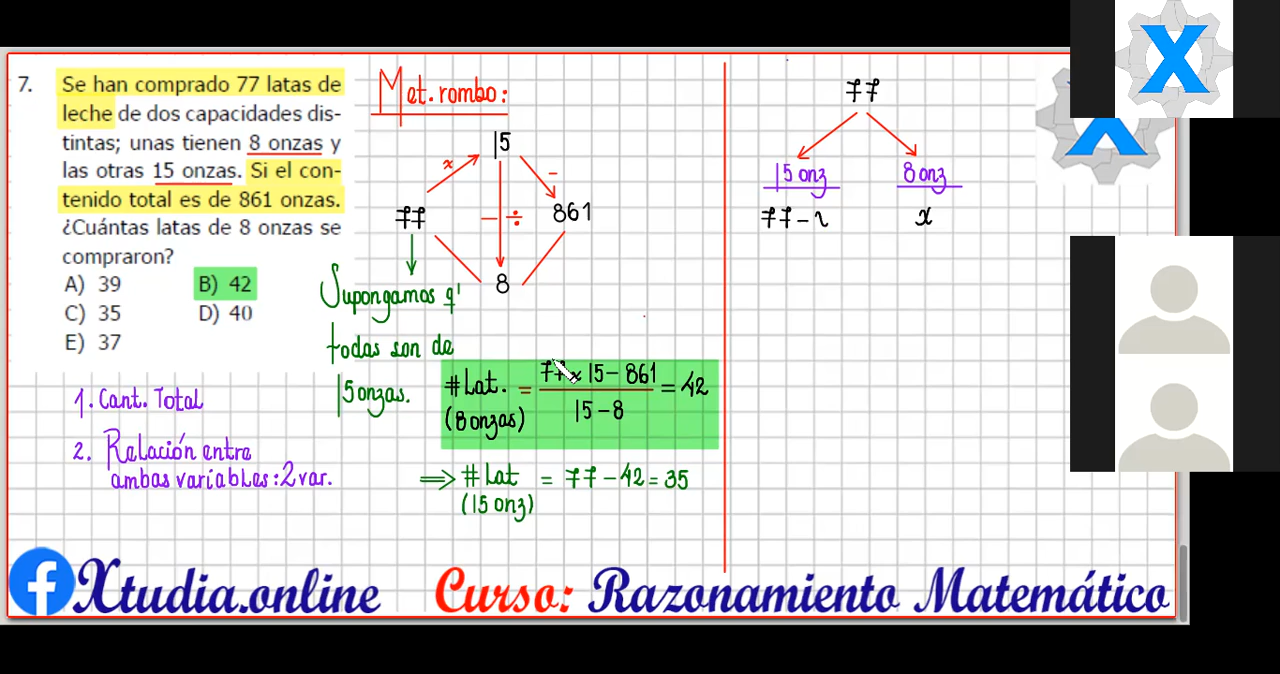 7. Se han comprado 77 latas de
leche de dos capacidades dis-
tintas; unas tienen 8 onzas y
las otras 15 onzas. Si el con-
tenido total es de 861 onzas.
¿Cuántas latas de 8 onzas se
compraron?
A) 39 B) 42
C) 35 D) 40
E) 37
1. Cant. Total
2. Relación entre
ambas variables: 2 var.
Met. rombo:
15
x
-
77
- ÷
861
8
Supongamos q'
todas son de
15 onzas.
#Lat. = 77 x 15 - 861 = 42
(8 onzas) 15 - 8
⟹ #Lat = 77 - 42 = 35
(15 onz)
77
15 onz 8 onz
77 - x x
X
X
f Xtudia.online Curso: Razonamiento Matemático